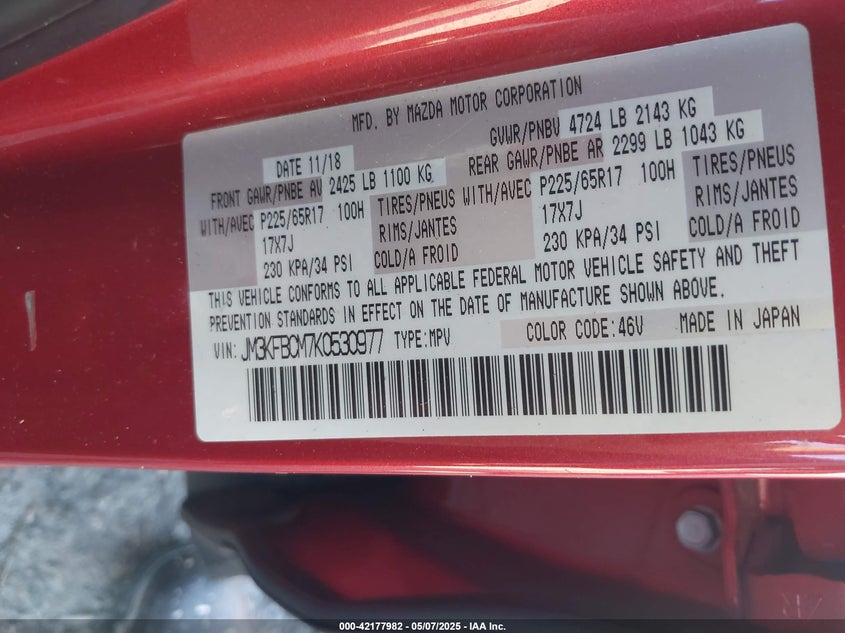 MFD. BY MAZDA MOTOR CORPORATION
DATE 11/18 GVWR/PNBV 4724 LB 2143 KG
FRONT GAWR/PNBE AV 2425 LB 1100 KG REAR GAWR/PNBE AR 2299 LB 1043 KG
WITH/AVEC P225/65R17 100H TIRES/PNEUS WITH/AVEC P225/65R17 100H TIRES/PNEUS
17X7J RIMS/JANTES 17X7J RIMS/JANTES
230 KPA/34 PSI COLD/A FROID 230 KPA/34 PSI COLD/A FROID
THIS VEHICLE CONFORMS TO ALL APPLICABLE FEDERAL MOTOR VEHICLE SAFETY AND THEFT
PREVENTION STANDARDS IN EFFECT ON THE DATE OF MANUFACTURE SHOWN ABOVE.
VIN: JM3KFBCM7K0530977 TYPE:MPV COLOR CODE:46V MADE IN JAPAN
000-42177982 | 05/07/2025 - IAA Inc.